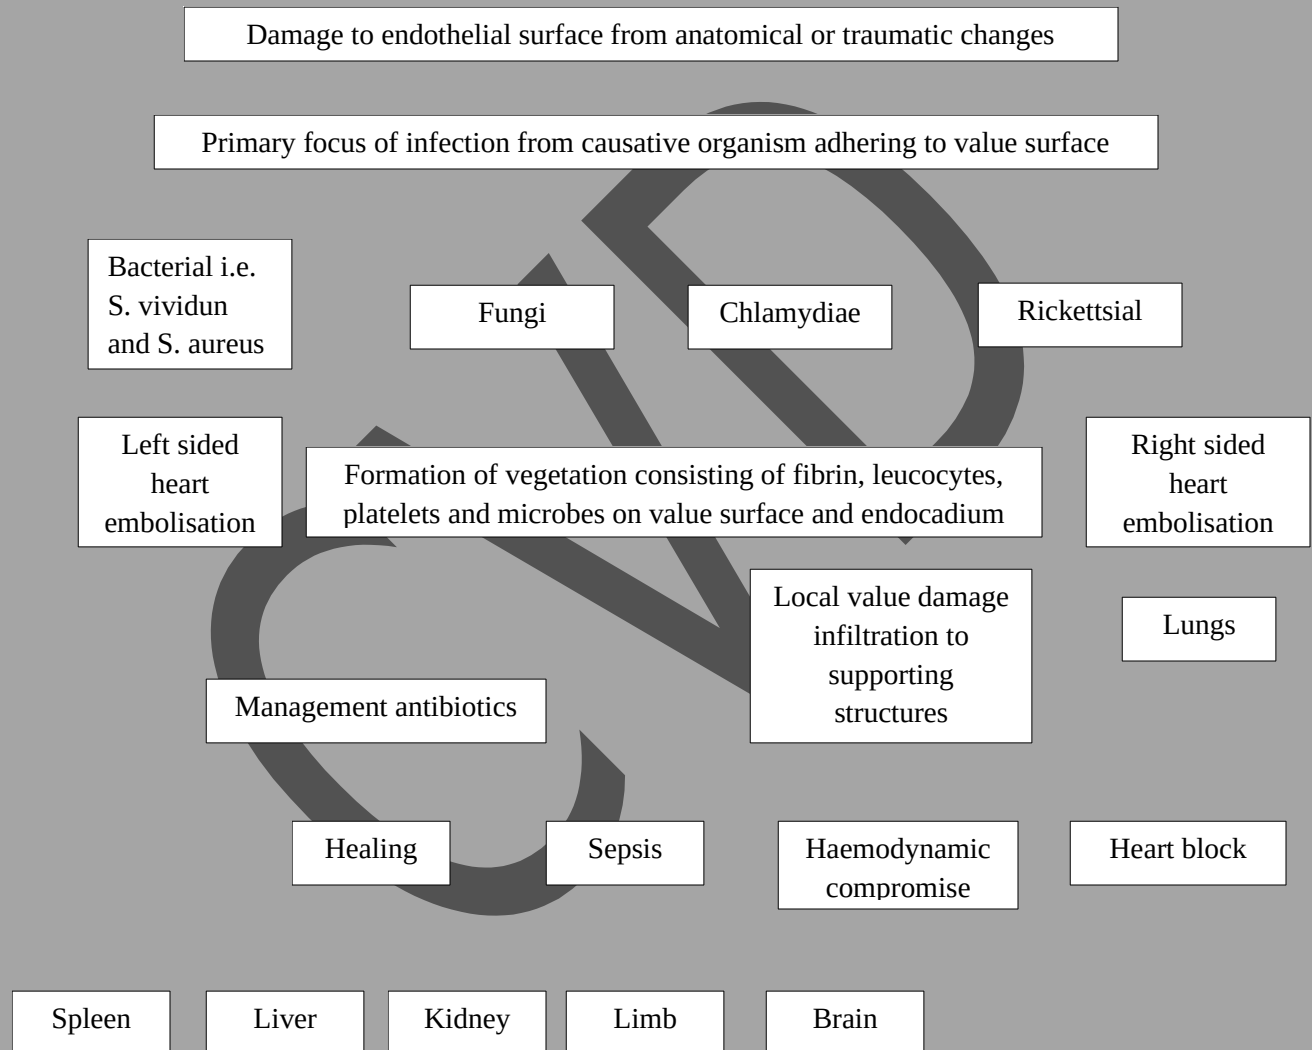 Damage to endothelial surface from anatomical or traumatic changes
Primary focus of infection from causative organism adhering to value surface
Bacterial i.e.
S. vividun
and S. aureus
Fungi
Chlamydiae
Rickettsial
Left sided
heart
embolisation
Formation of vegetation consisting of fibrin, leucocytes,
platelets and microbes on value surface and endocadium
Right sided
heart
embolisation
Local value damage
infiltration to
supporting
structures
Lungs
Management antibiotics
Healing
Sepsis
Haemodynamic
compromise
Heart block
Spleen
Liver
Kidney
Limb
Brain